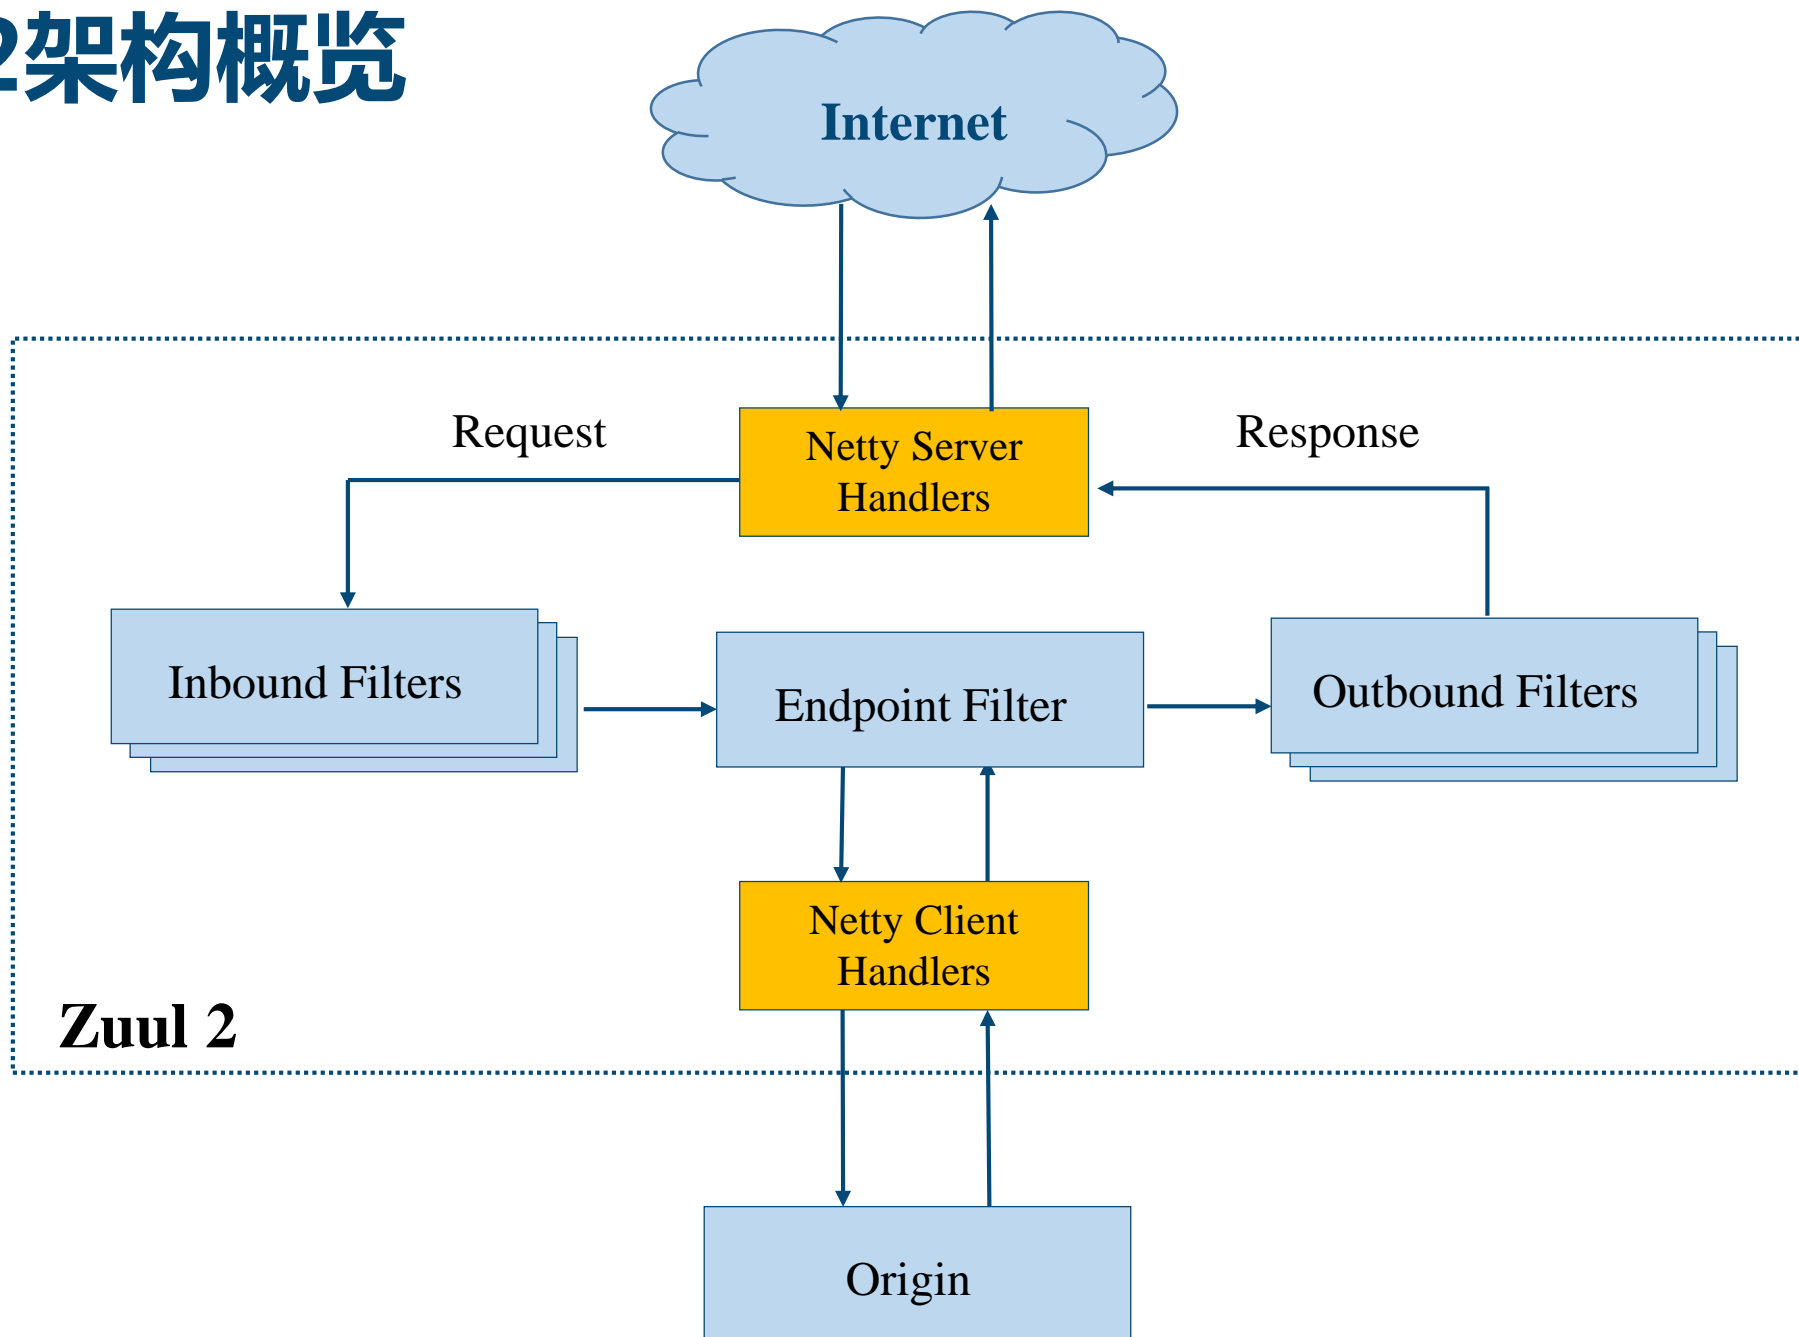 2架构概览
Internet
Request
Netty Server
Handlers
Response
Inbound Filters
Endpoint Filter
Outbound Filters
Netty Client
Handlers
Zuul 2
Origin